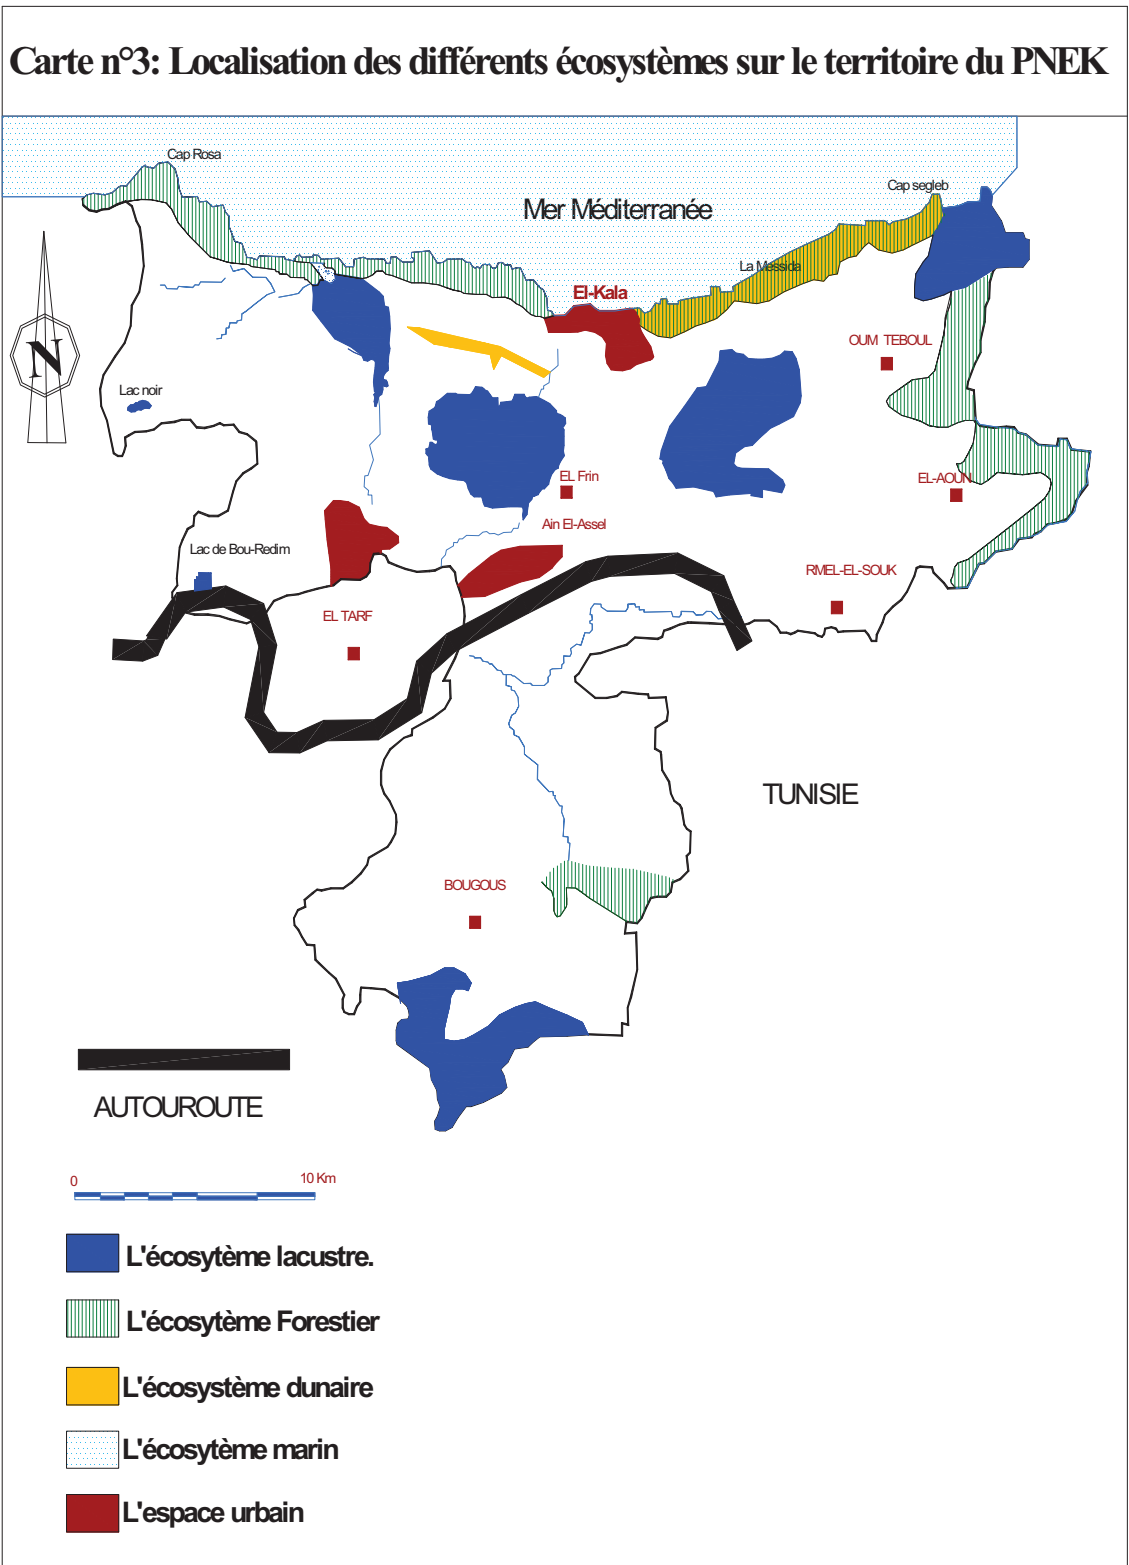 Carte n°3: Localisation des différents écosystèmes sur le territoire du PNEK
Cap Rosa
Cap segleb
Mer Méditerranée
La Messida
El-Kala
N
OUM TEBOUL
Lac noir
EL Frin
EL-AOUN
Ain El-Assel
Lac de Bou-Redim
RMEL-EL-SOUK
EL TARF
TUNISIE
BOUGOUS
AUTOUROUTE
0 10 Km
L'écosytème lacustre.
L'écosytème Forestier
L'écosystème dunaire
L'écosytème marin
L'espace urbain